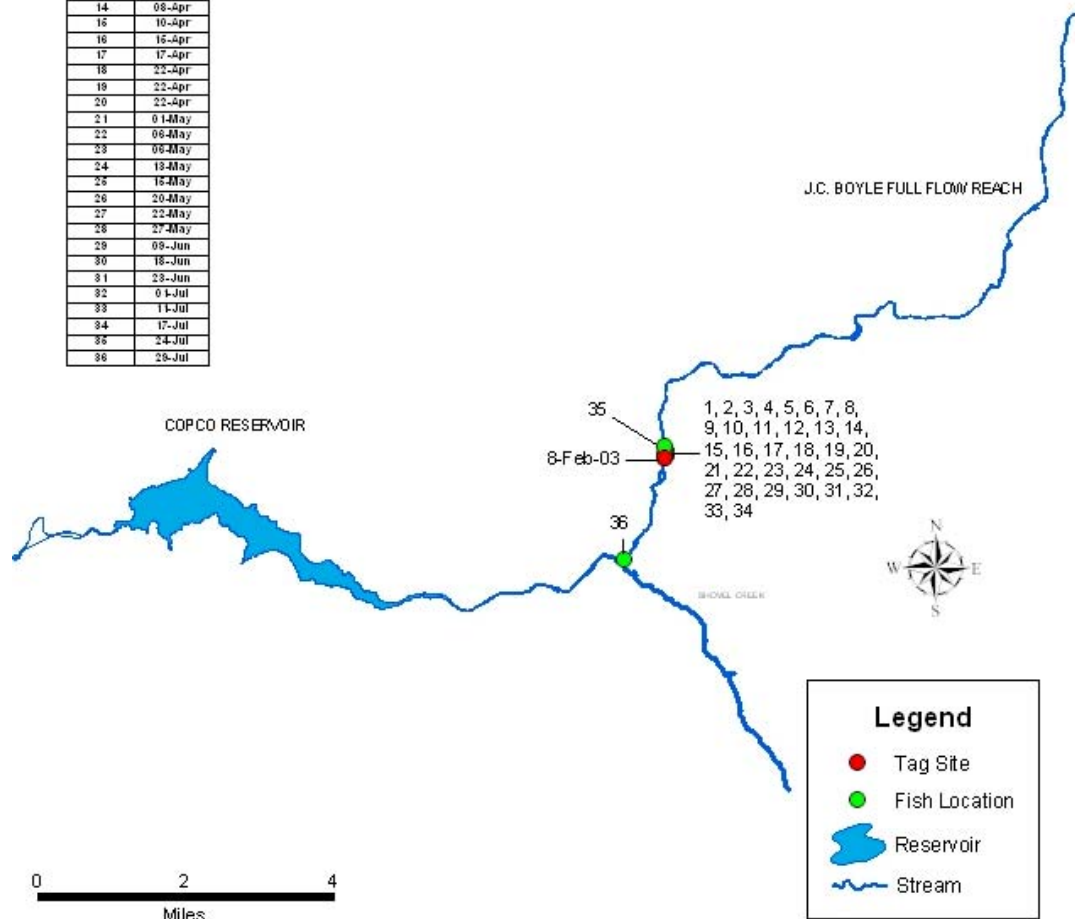 14 08-Apr
15 10-Apr
16 15-Apr
17 17-Apr
18 22-Apr
19 22-Apr
20 22-Apr
21 01-May
22 06-May
23 06-May
24 13-May
25 15-May
26 20-May
27 22-May
28 27-May
29 09-Jun
30 18-Jun
31 23-Jun
32 01-Jul
33 11-Jul
34 17-Jul
35 24-Jul
36 29-Jul
J.C. BOYLE FULL FLOW REACH
COPCO RESERVOIR
35
8-Feb-03
1, 2, 3, 4, 5, 6, 7, 8,
9, 10, 11, 12, 13, 14,
15, 16, 17, 18, 19, 20,
21, 22, 23, 24, 25, 26,
27, 28, 29, 30, 31, 32,
33, 34
36
SHOVEL CREEK
N
W E
S
Legend
Tag Site
Fish Location
Reservoir
Stream
0 2 4
Miles